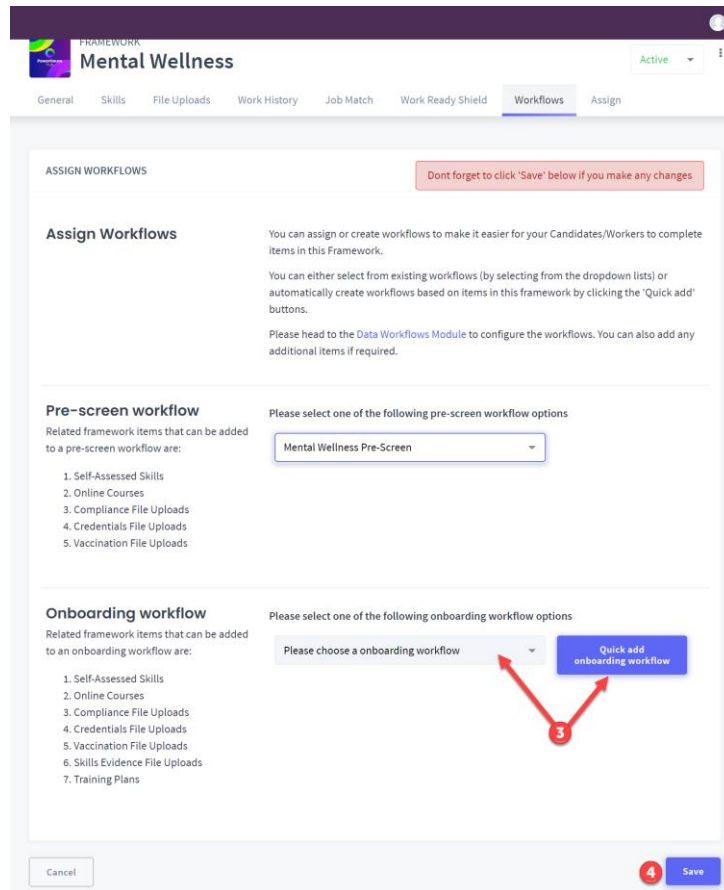 FRAMEWORK
Mental Wellness
Active
General Skills File Uploads Work History Job Match Work Ready Shield Workflows Assign
ASSIGN WORKFLOWS
Dont forget to click 'Save' below if you make any changes
Assign Workflows
You can assign or create workflows to make it easier for your Candidates/Workers to complete
items in this Framework.
You can either select from existing workflows (by selecting from the dropdown lists) or
automatically create workflows based on items in this framework by clicking the 'Quick add'
buttons.
Please head to the Data Workflows Module to configure the workflows. You can also add any
additional items if required.
Pre-screen workflow
Related framework items that can be added
to a pre-screen workflow are:
1. Self-Assessed Skills
2. Online Courses
3. Compliance File Uploads
4. Credentials File Uploads
5. Vaccination File Uploads
Please select one of the following pre-screen workflow options
Mental Wellness Pre-Screen
Onboarding workflow
Related framework items that can be added
to an onboarding workflow are:
1. Self-Assessed Skills
2. Online Courses
3. Compliance File Uploads
4. Credentials File Uploads
5. Vaccination File Uploads
6. Skills Evidence File Uploads
7. Training Plans
Please select one of the following onboarding workflow options
Please choose a onboarding workflow
Quick add
onboarding workflow
3
Cancel
4
Save